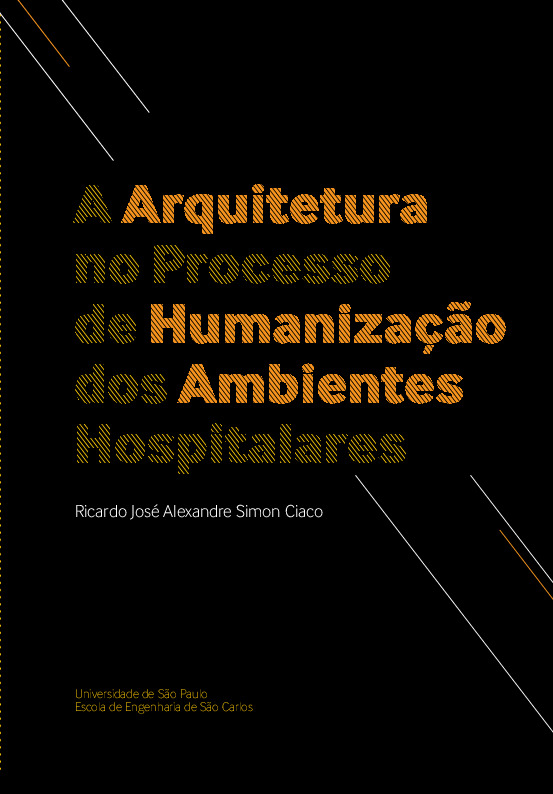 A Arquitetura
no Processo
de Humanização
dos Ambientes
Hospitalares
Ricardo José Alexandre Simon Ciaco
Universidade de São Paulo
Escola de Engenharia de São Carlos